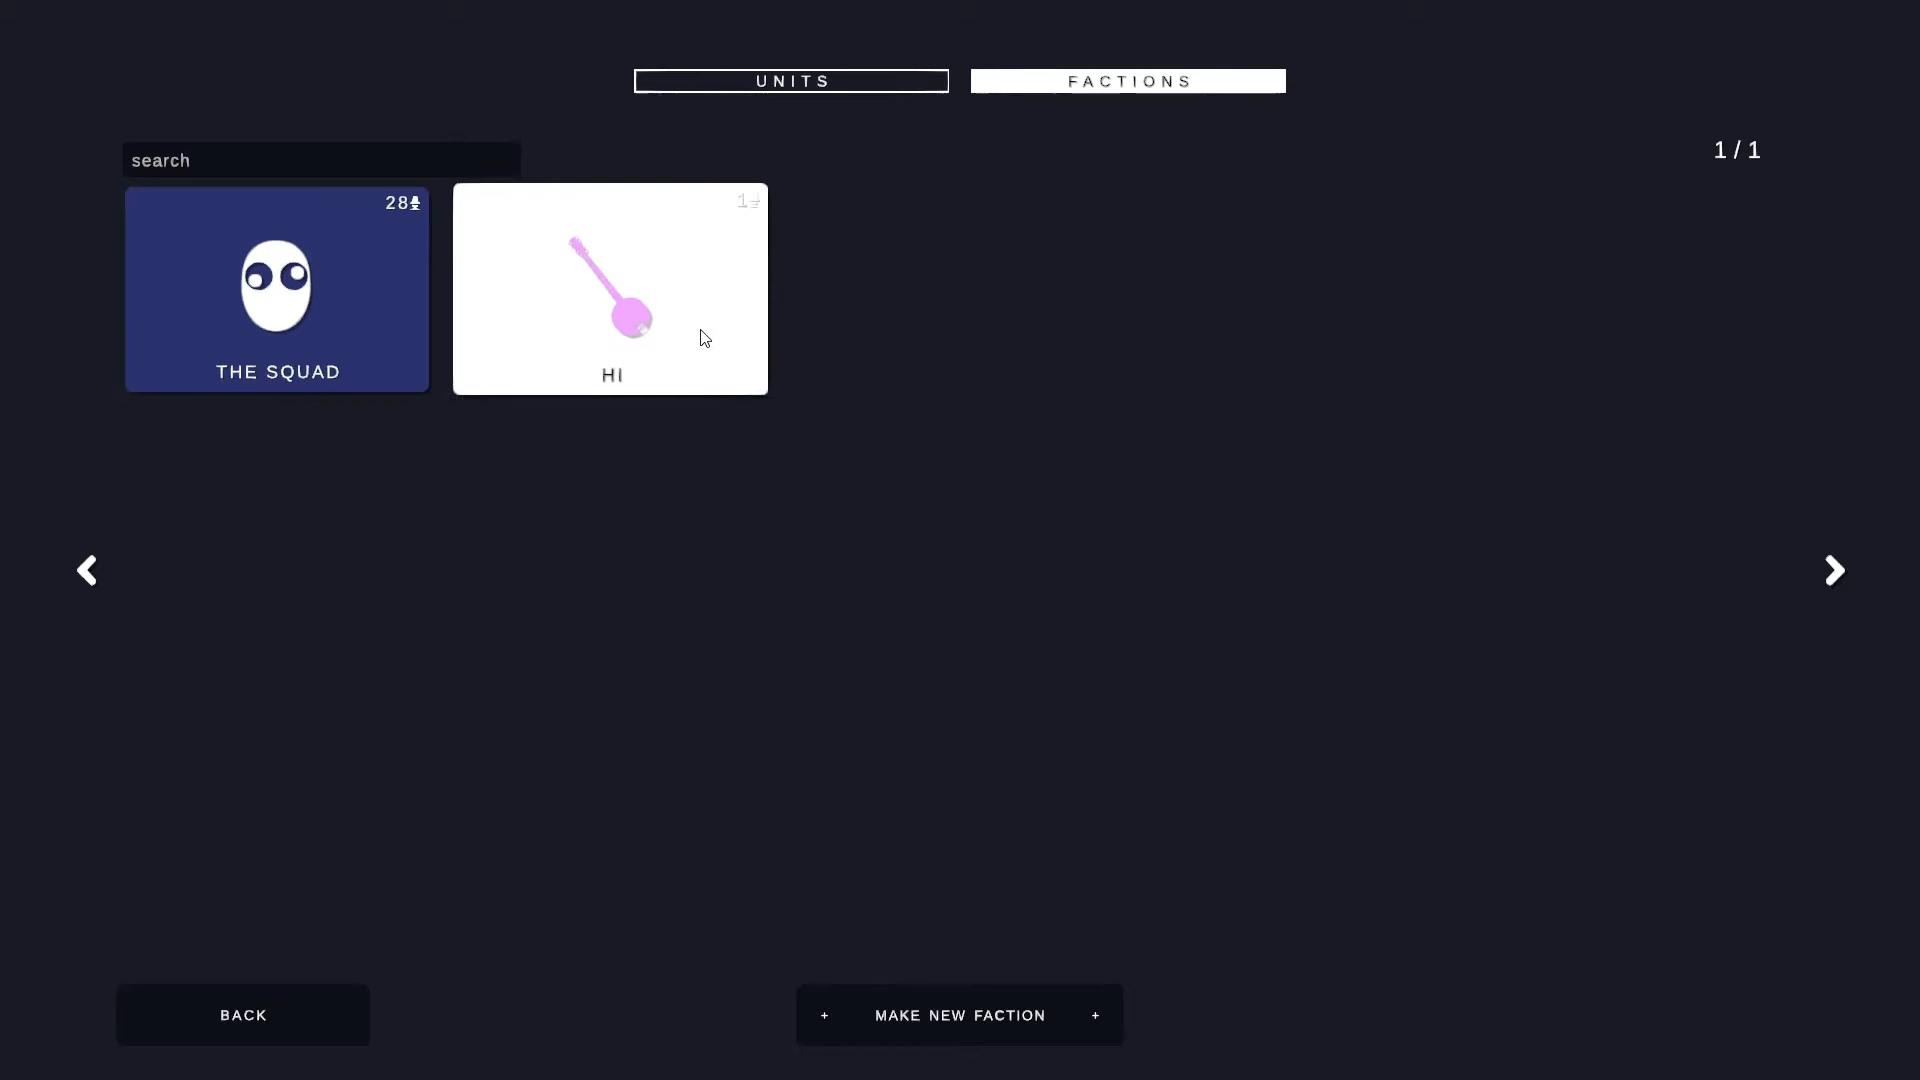 UNITS
FACTIONS
search
1 / 1
28
1
THE SQUAD
HI
BACK
+ MAKE NEW FACTION +